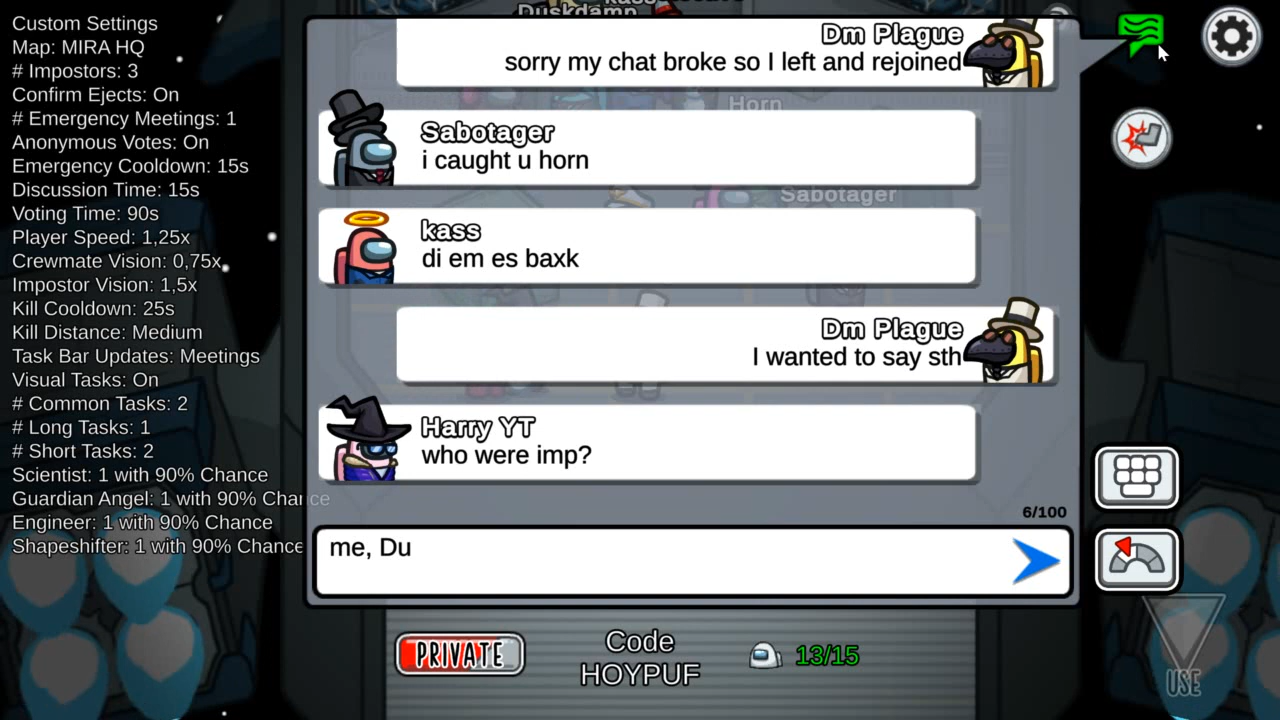 Custom Settings
Map: MIRA HQ
# Impostors: 3
Confirm Ejects: On
# Emergency Meetings: 1
Anonymous Votes: On
Emergency Cooldown: 15s
Discussion Time: 15s
Voting Time: 90s
Player Speed: 1,25x
Crewmate Vision: 0,75x
Impostor Vision: 1,5x
Kill Cooldown: 25s
Kill Distance: Medium
Task Bar Updates: Meetings
Visual Tasks: On
# Common Tasks: 2
# Long Tasks: 1
# Short Tasks: 2
Scientist: 1 with 90% Chance
Guardian Angel: 1 with 90% Chance
Engineer: 1 with 90% Chance
Shapeshifter: 1 with 90% Chance
Duskdamp
kass
Dm Plague
sorry my chat broke so I left and rejoined
Horn
Sabotager
i caught u horn
Sabotager
kass
di em es baxk
Dm Plague
I wanted to say sth
Harry YT
who were imp?
6/100
me, Du
PRIVATE
Code
HOYPUF
13/15
USE